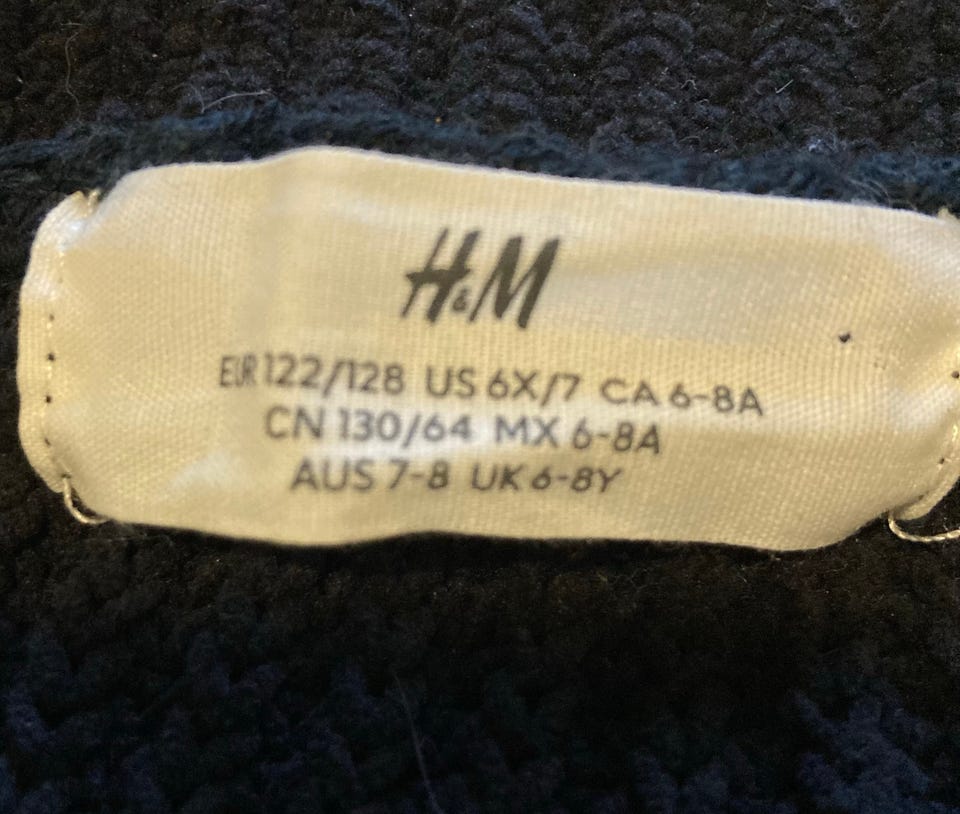 H&M
EUR 122/128 US 6X/7 CA 6-8A
CN 130/64 MX 6-8A
AUS 7-8 UK 6-8Y